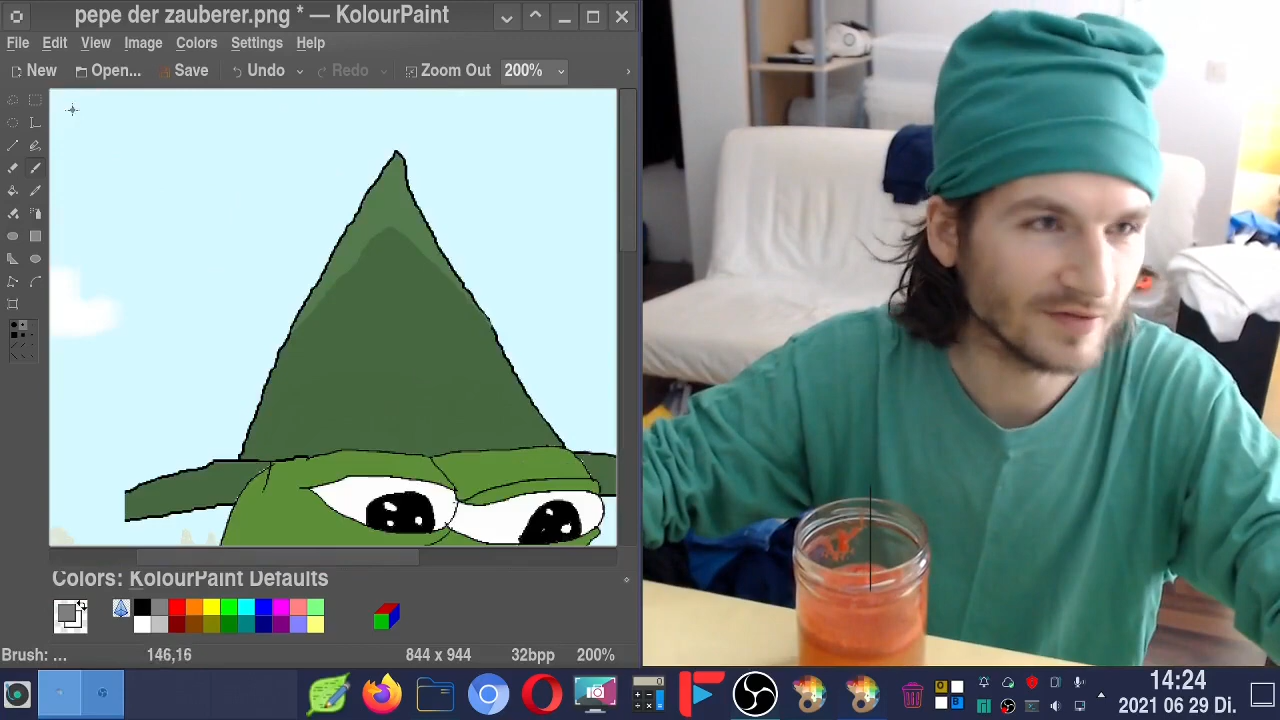 pepe der zauberer.png * — KolourPaint
File Edit View Image Colors Settings Help
New Open... Save Undo Redo Zoom Out 200%
Colors: KolourPaint Defaults
Brush: ... 146,16 844 x 944 32bpp 200%
14:24
2021 06 29 Di.